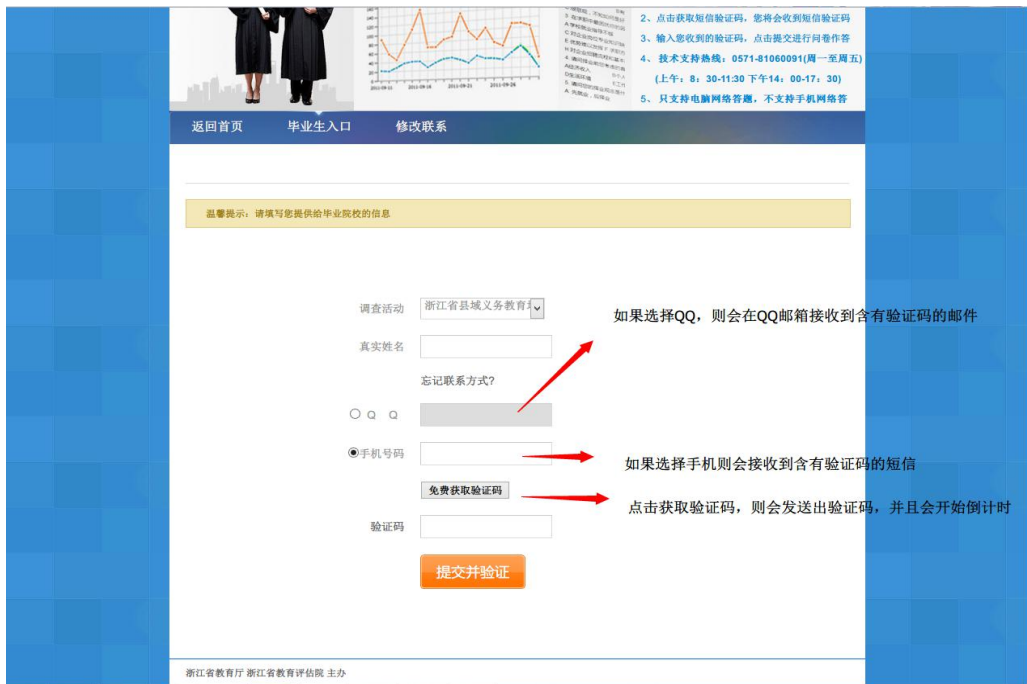 2、点击获取短信验证码，您将会收到短信验证码
3、输入您收到的验证码，点击提交进行问卷作答
4、技术支持热线：0571-81060091(周一至周五)
(上午：8：30-11:30 下午14：00-17：30)
5、只支持电脑网络答题，不支持手机网络答
2011-09-11 2011-09-16 2011-09-21 2011-09-26
返回首页 毕业生入口 修改联系
温馨提示：请填写您提供给毕业院校的信息
调查活动 浙江省县域义务教育
如果选择QQ，则会在QQ邮箱接收到含有验证码的邮件
真实姓名
忘记联系方式?
Q Q
手机号码
如果选择手机则会接收到含有验证码的短信
免费获取验证码
点击获取验证码，则会发送出验证码，并且会开始倒计时
验证码
提交并验证
浙江省教育厅 浙江省教育评估院 主办